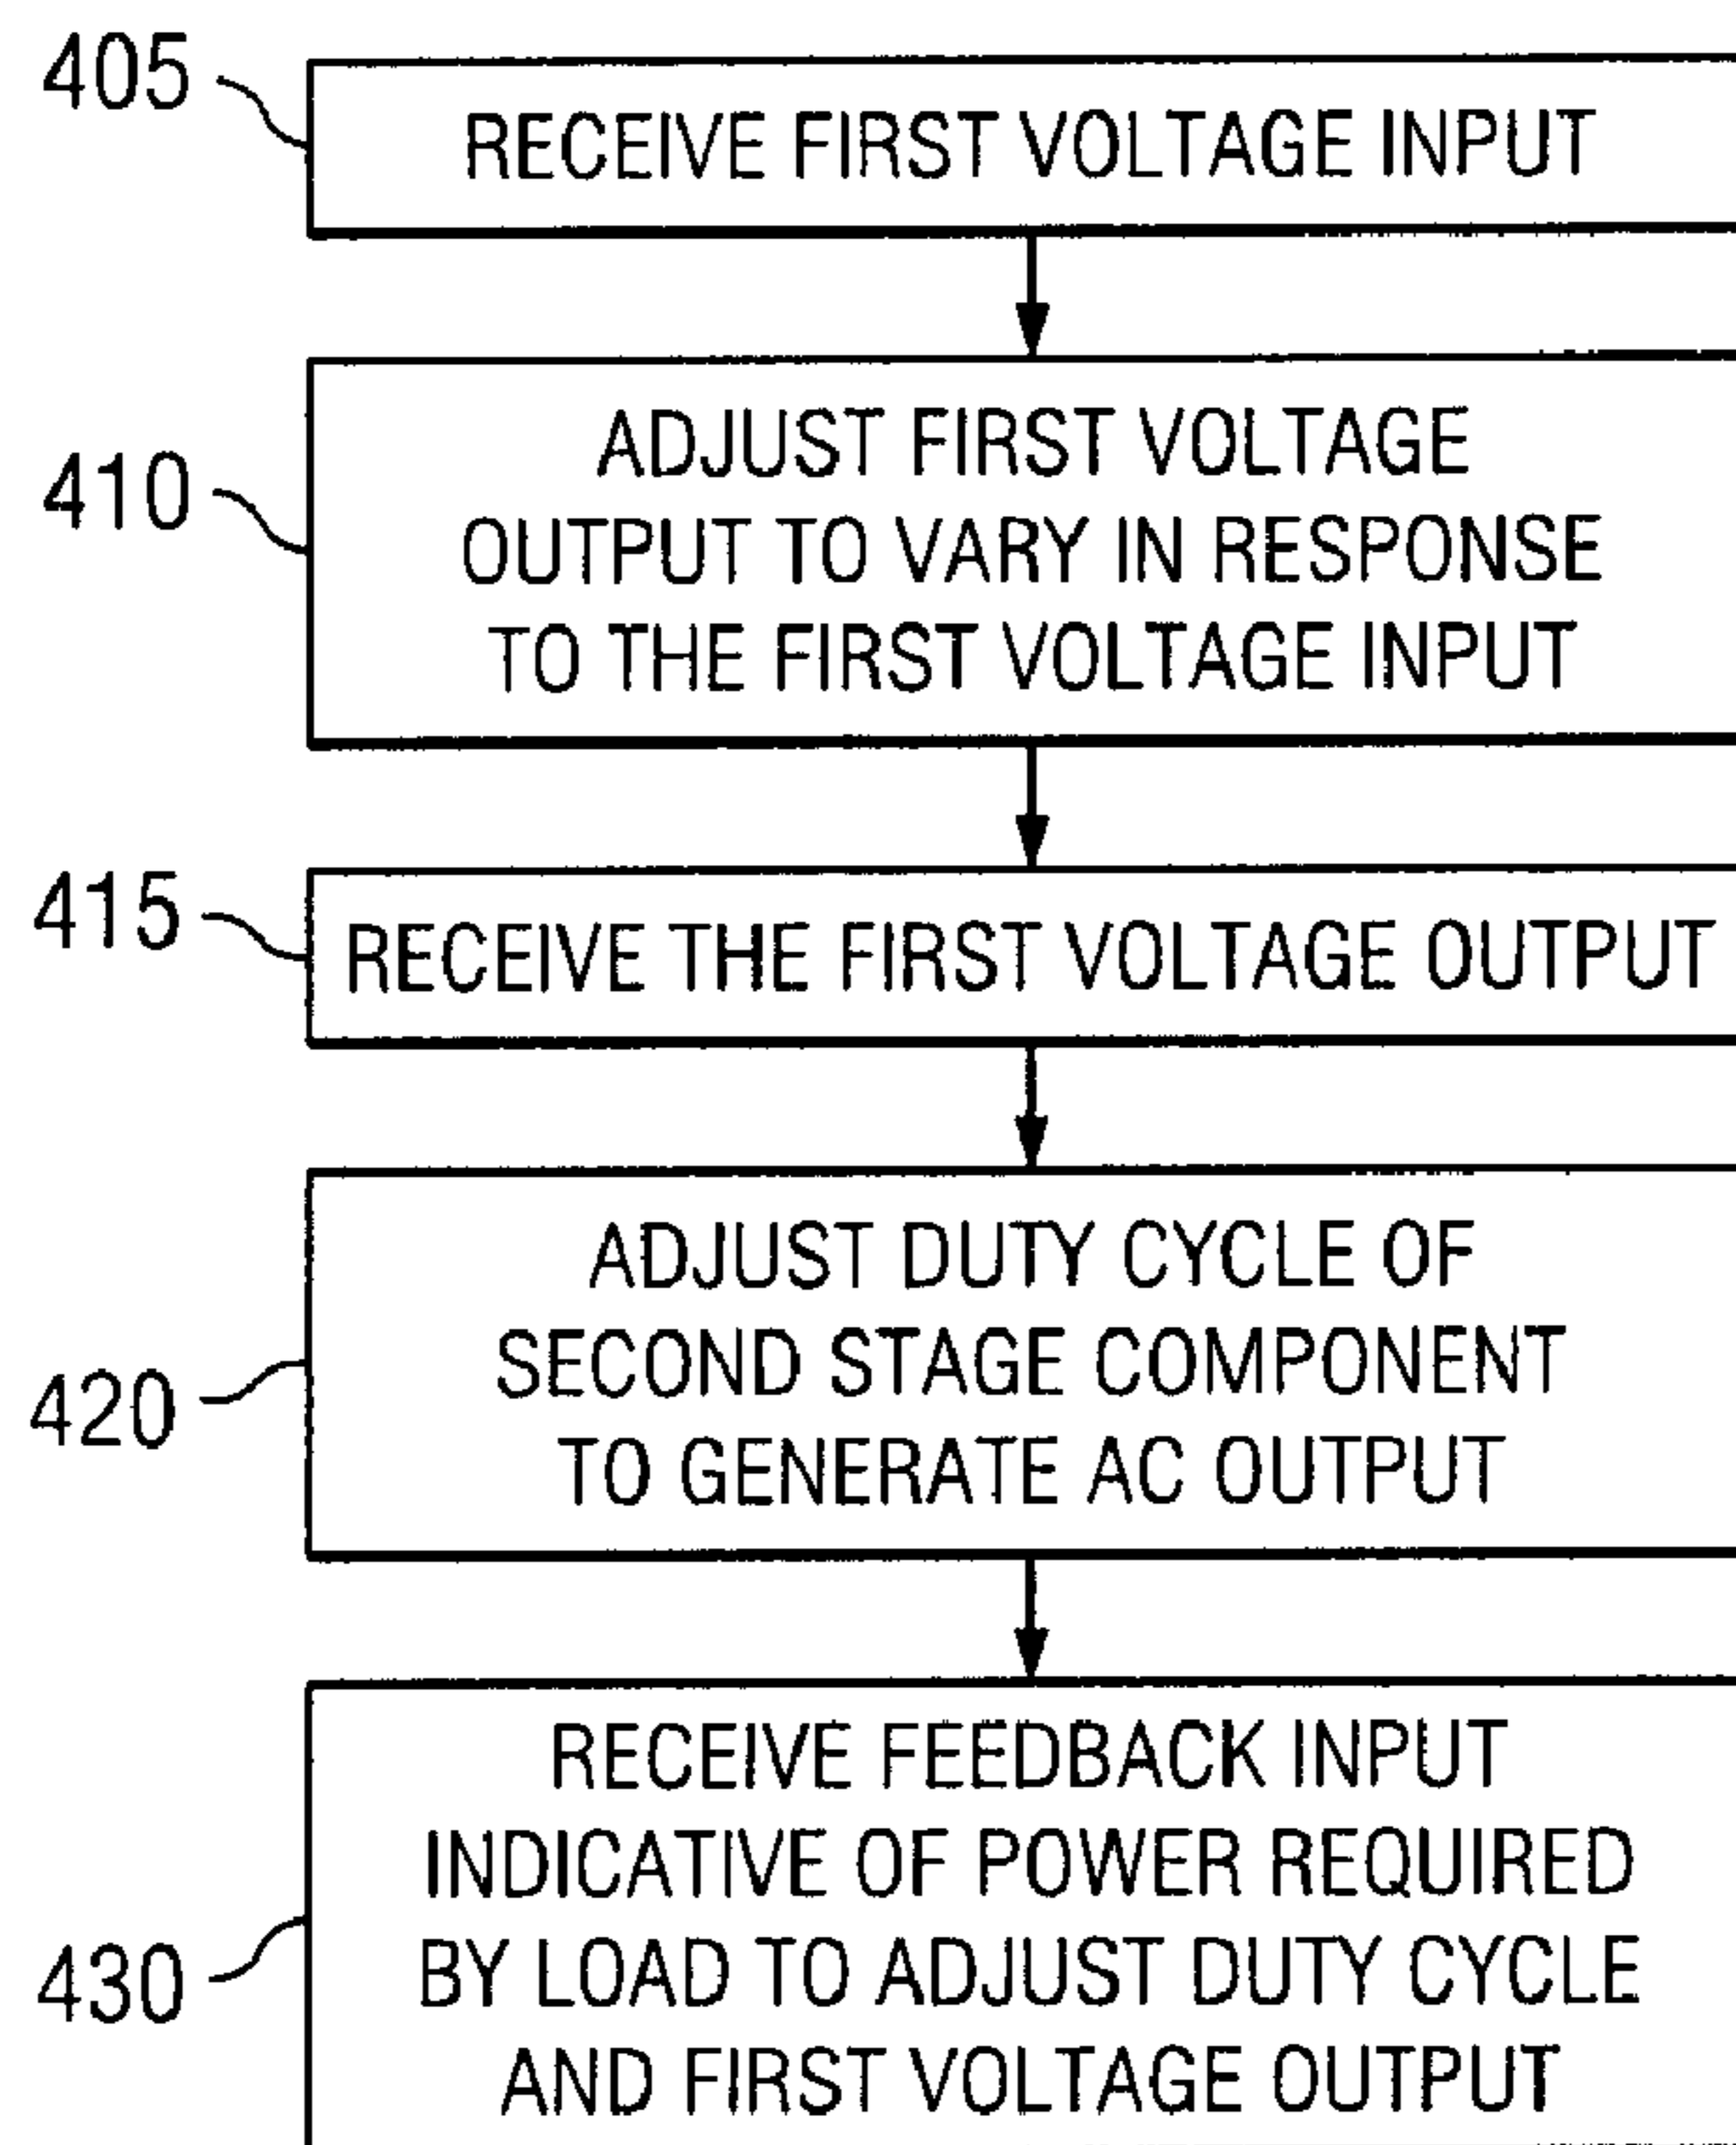 405
RECEIVE FIRST VOLTAGE INPUT
410
ADJUST FIRST VOLTAGE
OUTPUT TO VARY IN RESPONSE
TO THE FIRST VOLTAGE INPUT
415
RECEIVE THE FIRST VOLTAGE OUTPUT
420
ADJUST DUTY CYCLE OF
SECOND STAGE COMPONENT
TO GENERATE AC OUTPUT
430
RECEIVE FEEDBACK INPUT
INDICATIVE OF POWER REQUIRED
BY LOAD TO ADJUST DUTY CYCLE
AND FIRST VOLTAGE OUTPUT